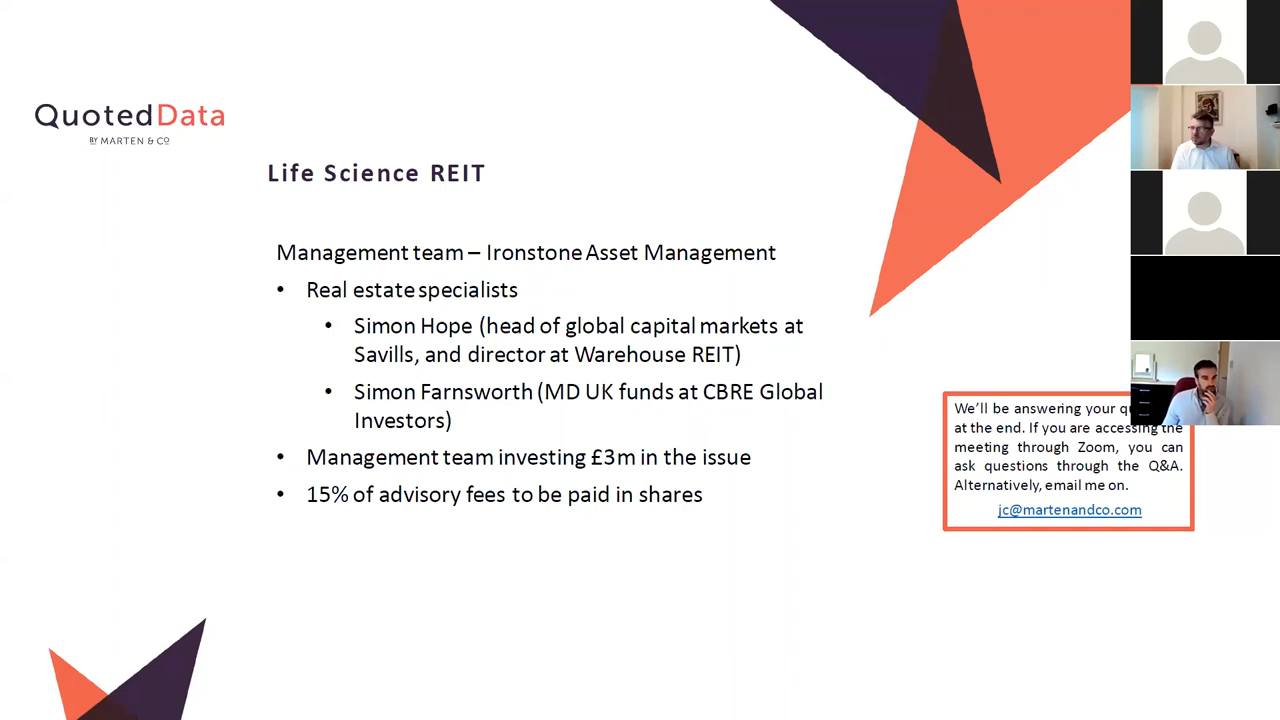 QuotedData
BY MARTEN & CO
Life Science REIT
Management team – Ironstone Asset Management
• Real estate specialists
• Simon Hope (head of global capital markets at
Savills, and director at Warehouse REIT)
• Simon Farnsworth (MD UK funds at CBRE Global
Investors)
• Management team investing £3m in the issue
• 15% of advisory fees to be paid in shares
We'll be answering your
at the end. If you are accessing the
meeting through Zoom, you can
ask questions through the Q&A.
Alternatively, email me on.
jc@martenandco.com